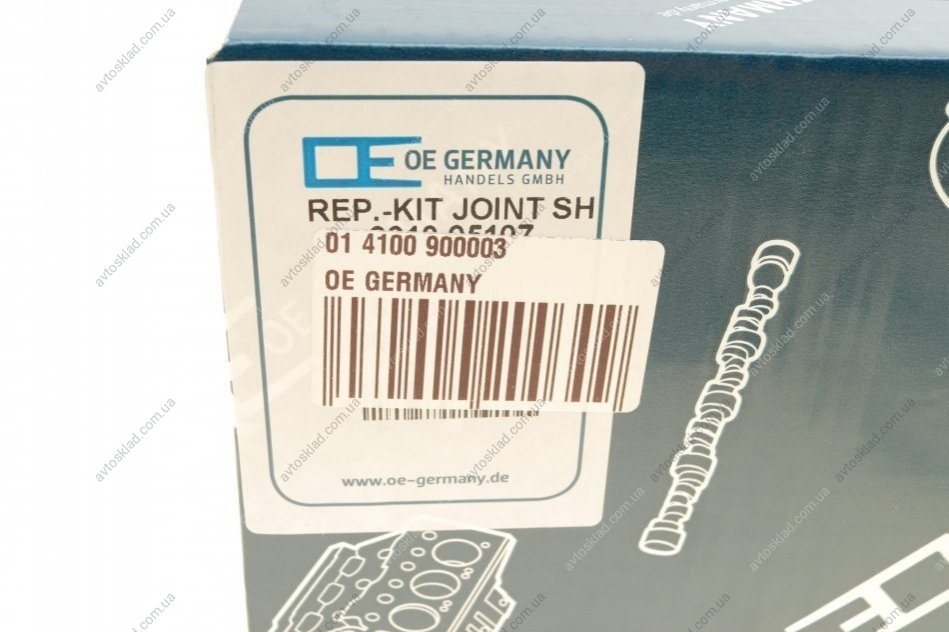 RMANY
OE GERMANY
HANDELS GMBH
REP.-KIT JOINT SH
01 4100 900003
OE GERMANY
www.oe-germany.de
avtosklad.com.ua